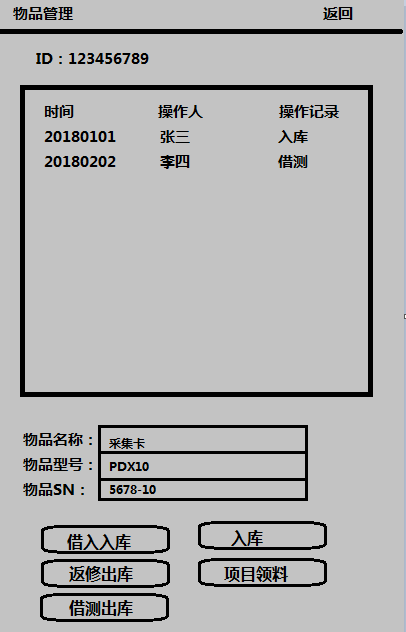 物品管理 返回
ID：123456789
时间 操作人 操作记录
20180101 张三 入库
20180202 李四 借测
物品名称： 采集卡
物品型号： PDX10
物品SN： 5678-10
借入入库 入库
返修出库 项目领料
借测出库